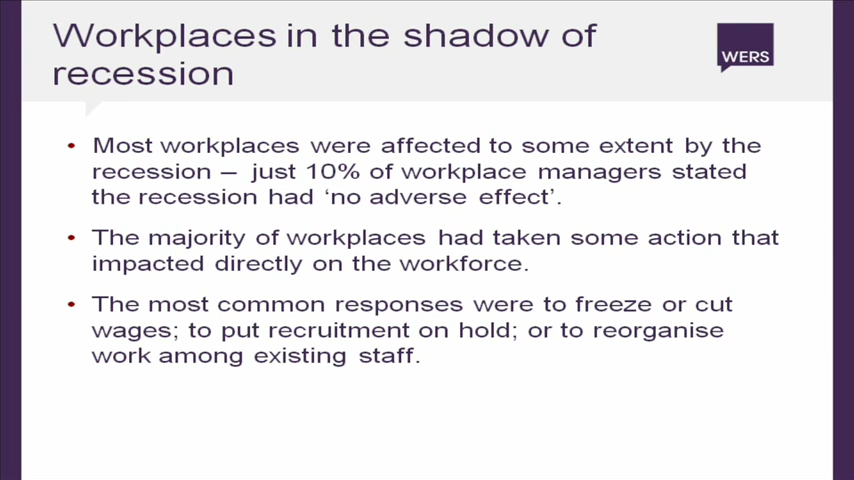 Workplaces in the shadow of
recession
WERS
• Most workplaces were affected to some extent by the
recession – just 10% of workplace managers stated
the recession had ‘no adverse effect’.
• The majority of workplaces had taken some action that
impacted directly on the workforce.
• The most common responses were to freeze or cut
wages; to put recruitment on hold; or to reorganise
work among existing staff.